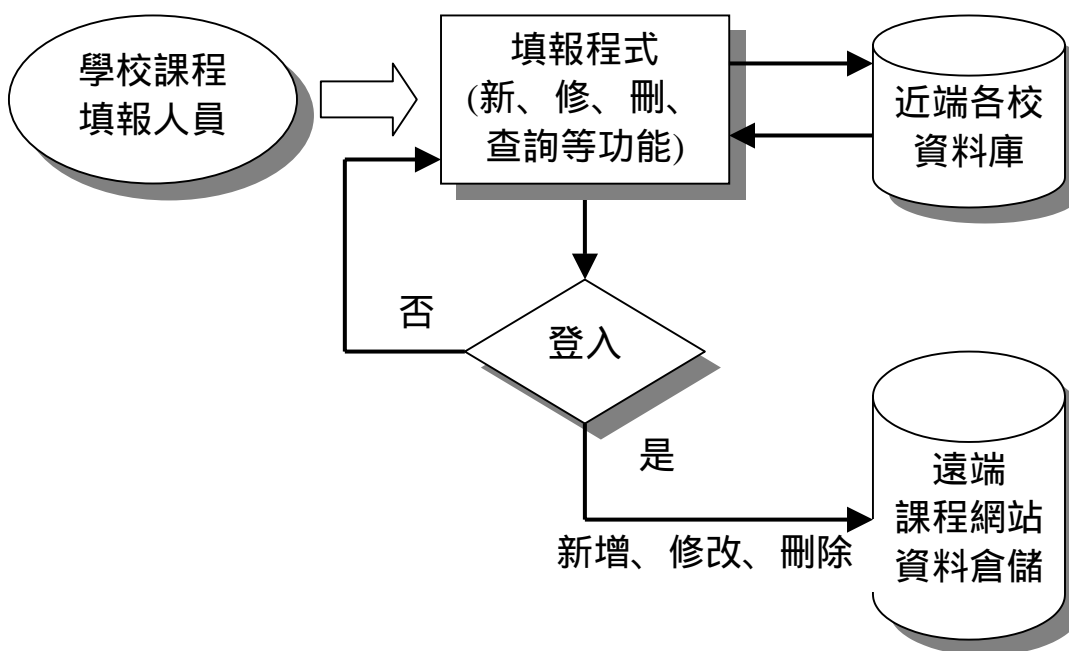 學校課程
填報人員
填報程式
(新、修、刪、
查詢等功能)
近端各校
資料庫
否
登入
是
新增、修改、刪除
遠端
課程網站
資料倉儲